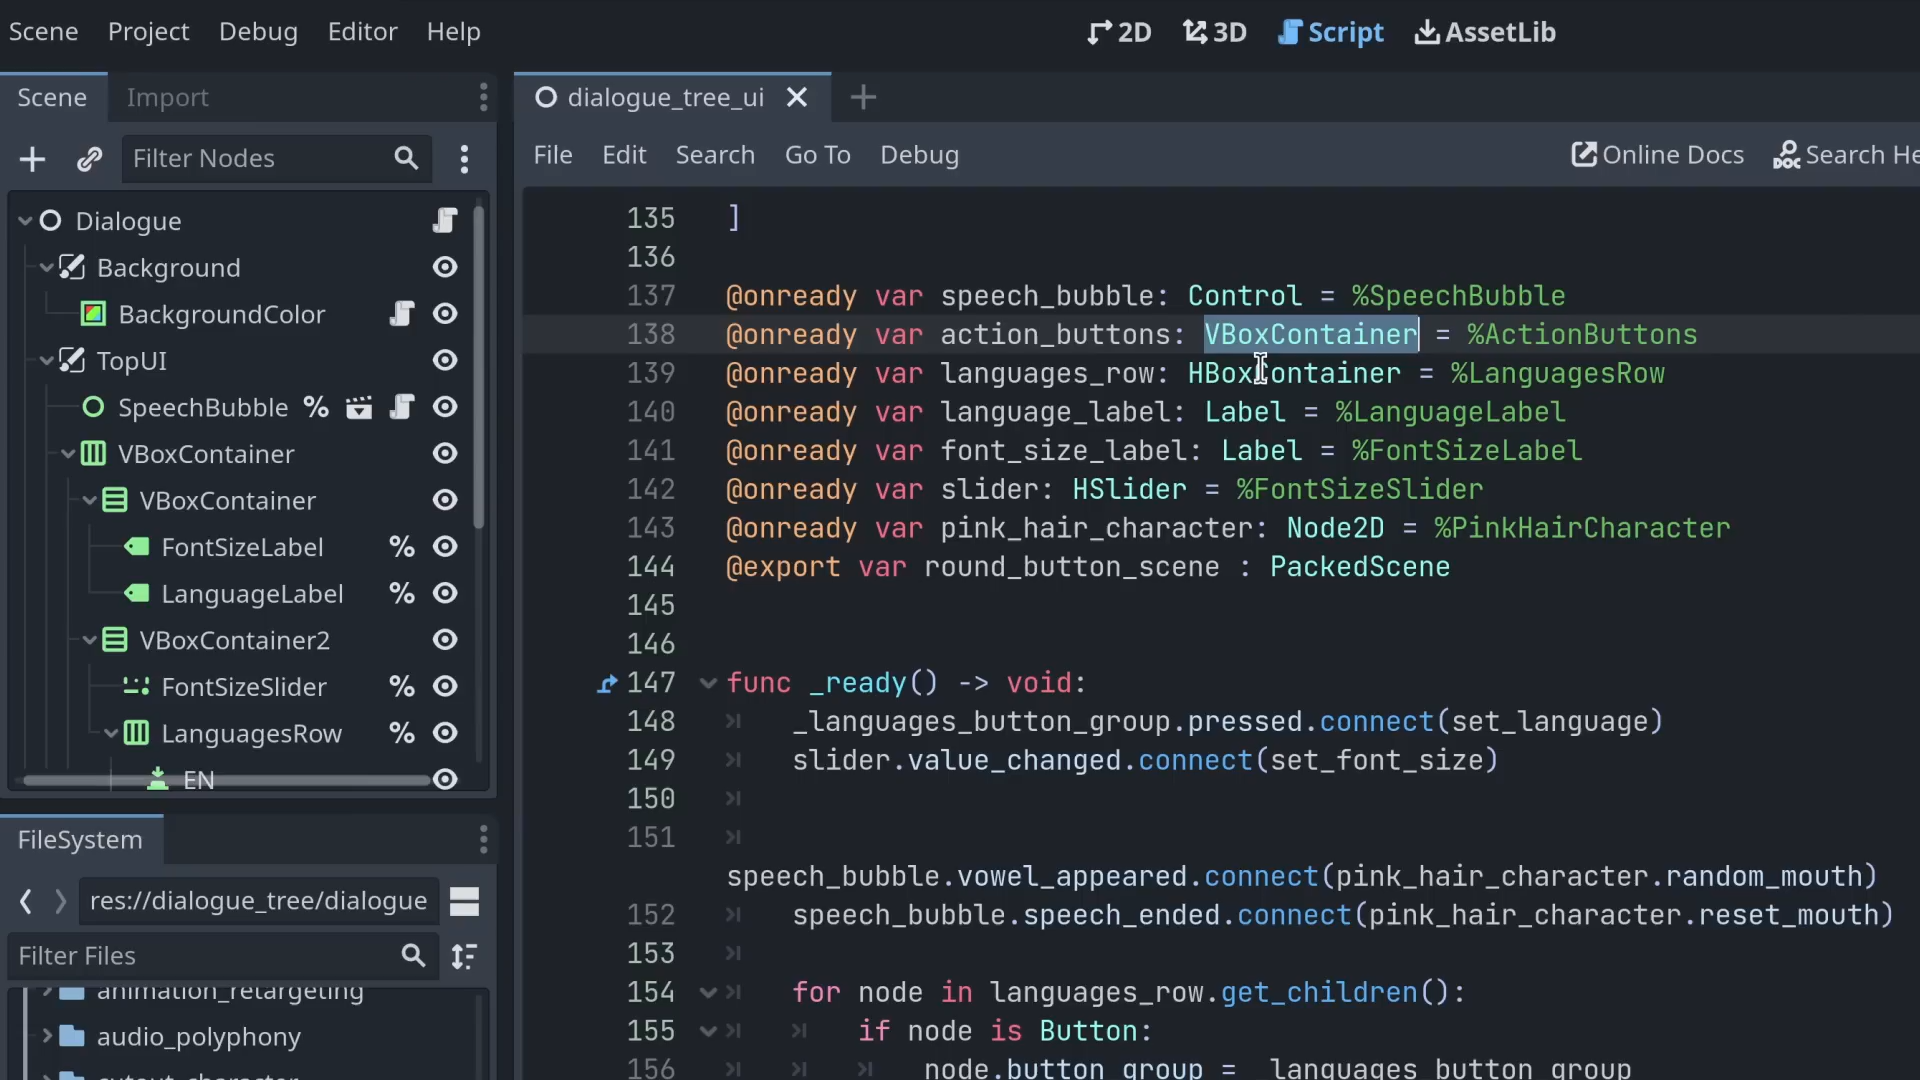 Scene Project Debug Editor Help
2D 3D Script AssetLib
Scene Import
Filter Nodes
Dialogue
Background
BackgroundColor
TopUI
SpeechBubble %
VBoxContainer
VBoxContainer
FontSizeLabel %
LanguageLabel %
VBoxContainer2
FontSizeSlider %
LanguagesRow %
EN
FileSystem
res://dialogue_tree/dialogue
Filter Files
animation_retargeting
audio_polyphony
dialogue_tree_ui
File Edit Search Go To Debug
Online Docs Search He
135 ]
136
137 @onready var speech_bubble: Control = %SpeechBubble
138 @onready var action_buttons: VBoxContainer = %ActionButtons
139 @onready var languages_row: HBoxContainer = %LanguagesRow
140 @onready var language_label: Label = %LanguageLabel
141 @onready var font_size_label: Label = %FontSizeLabel
142 @onready var slider: HSlider = %FontSizeSlider
143 @onready var pink_hair_character: Node2D = %PinkHairCharacter
144 @export var round_button_scene : PackedScene
145
146
147 func _ready() -> void:
148 _languages_button_group.pressed.connect(set_language)
149 slider.value_changed.connect(set_font_size)
150
151
speech_bubble.vowel_appeared.connect(pink_hair_character.random_mouth)
152 speech_bubble.speech_ended.connect(pink_hair_character.reset_mouth)
153
154 for node in languages_row.get_children():
155 if node is Button:
156 node.button_group = _languages_button_group